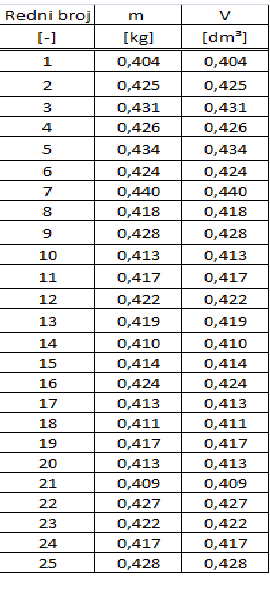 Redni broj m V
[-] [kg] [dm³]
1 0,404 0,404
2 0,425 0,425
3 0,431 0,431
4 0,426 0,426
5 0,434 0,434
6 0,424 0,424
7 0,440 0,440
8 0,418 0,418
9 0,428 0,428
10 0,413 0,413
11 0,417 0,417
12 0,422 0,422
13 0,419 0,419
14 0,410 0,410
15 0,414 0,414
16 0,424 0,424
17 0,413 0,413
18 0,411 0,411
19 0,417 0,417
20 0,413 0,413
21 0,409 0,409
22 0,427 0,427
23 0,422 0,422
24 0,417 0,417
25 0,428 0,428